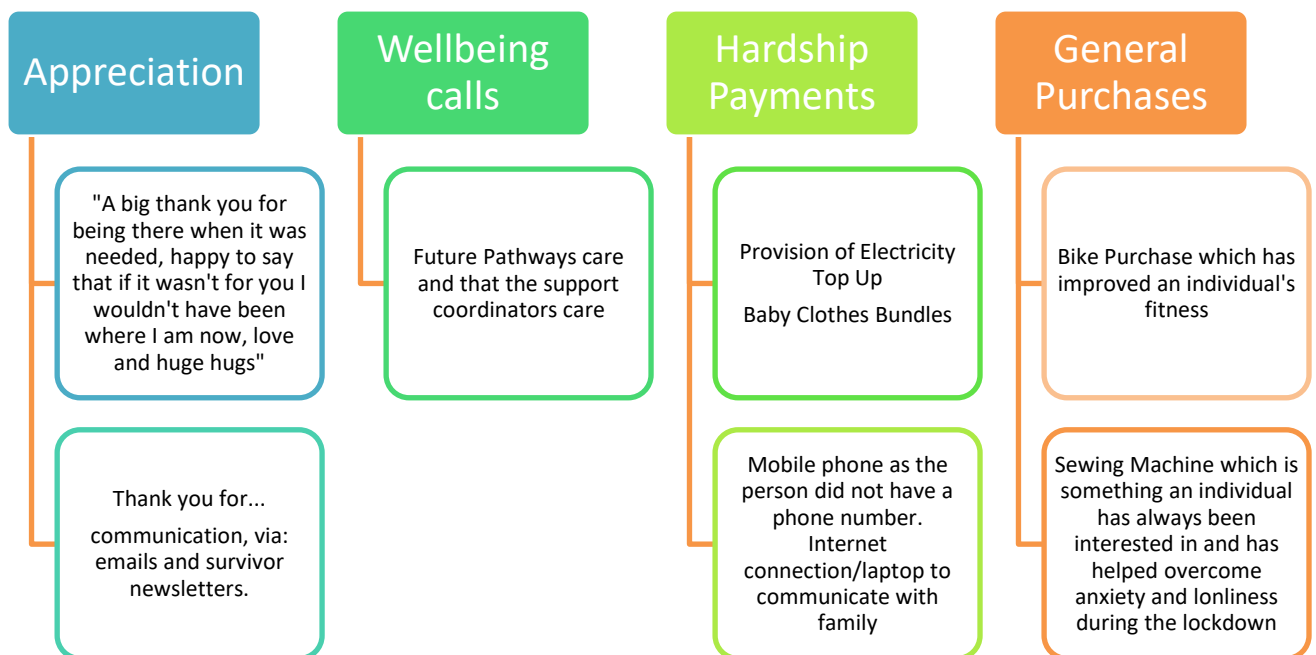 Appreciation
"A big thank you for
being there when it was
needed, happy to say
that if it wasn't for you I
wouldn't have been
where I am now, love
and huge hugs"
Thank you for...
communication, via:
emails and survivor
newsletters.
Wellbeing
calls
Future Pathways care
and that the support
coordinators care
Hardship
Payments
Provision of Electricity
Top Up
Baby Clothes Bundles
Mobile phone as the
person did not have a
phone number.
Internet
connection/laptop to
communicate with
family
General
Purchases
Bike Purchase which has
improved an individual's
fitness
Sewing Machine which is
something an individual
has always been
interested in and has
helped overcome
anxiety and lonliness
during the lockdown